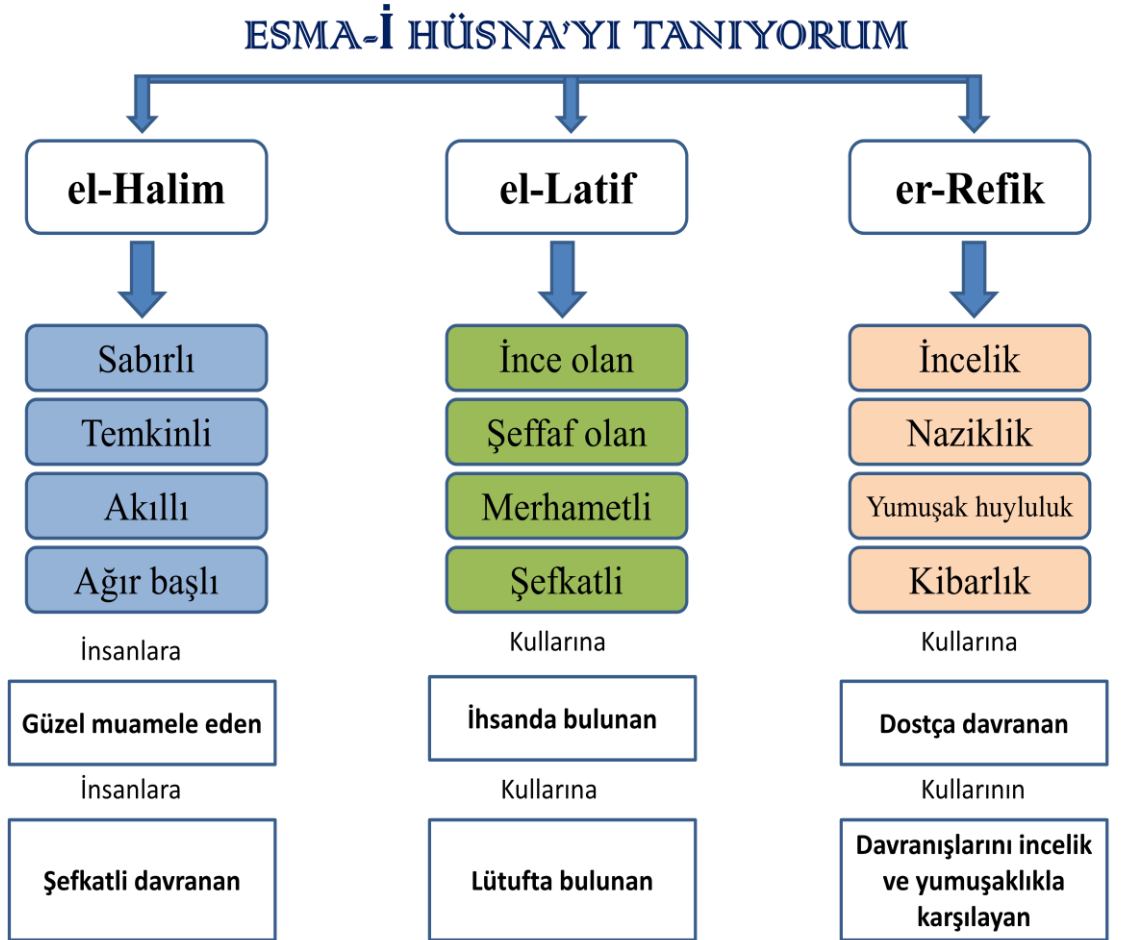 ESMA-İ HÜSNA'YI TANIYORUM
el-Halim
Sabırlı
Temkinli
Akıllı
Ağır başlı
İnsanlara
Güzel muamele eden
İnsanlara
Şefkatli davranan
el-Latif
İnce olan
Şeffaf olan
Merhametli
Şefkatli
Kullarına
İhsanda bulunan
Kullarına
Lütufta bulunan
er-Refik
İncelik
Naziklik
Yumuşak huyluluk
Kibarlık
Kullarına
Dostça davranan
Kullarının
Davranışlarını incelik
ve yumuşaklıkla
karşılayan